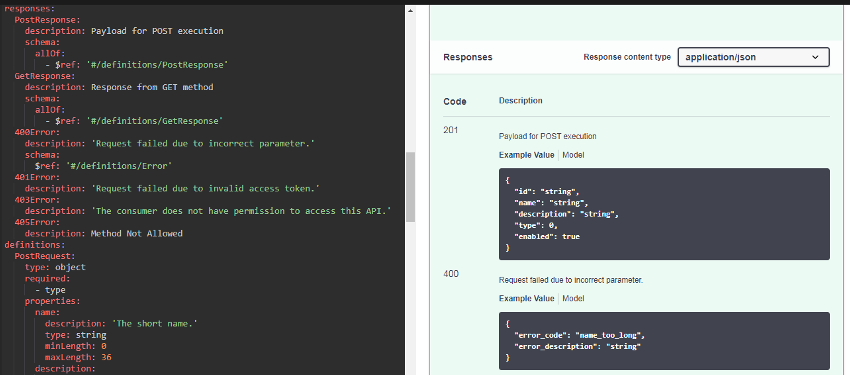 responses:
PostResponse:
description: Payload for POST execution
schema:
allOf:
- $ref: '#/definitions/PostResponse'
GetResponse:
description: Response from GET method
schema:
allOf:
- $ref: '#/definitions/GetResponse'
400Error:
description: 'Request failed due to incorrect parameter.'
schema:
$ref: '#/definitions/Error'
401Error:
description: 'Request failed due to invalid access token.'
403Error:
description: 'The consumer does not have permission to access this API.'
405Error:
description: Method Not Allowed
definitions:
PostRequest:
type: object
required:
- type
properties:
name:
description: 'The short name.'
type: string
minLength: 0
maxLength: 36
description:
Responses
Response content type
application/json
Code
Description
201
Payload for POST execution
Example Value
Model
{
"id": "string",
"name": "string",
"description": "string",
"type": 0,
"enabled": true
}
400
Request failed due to incorrect parameter.
Example Value
Model
{
"error_code": "name_too_long",
"error_description": "string"
}